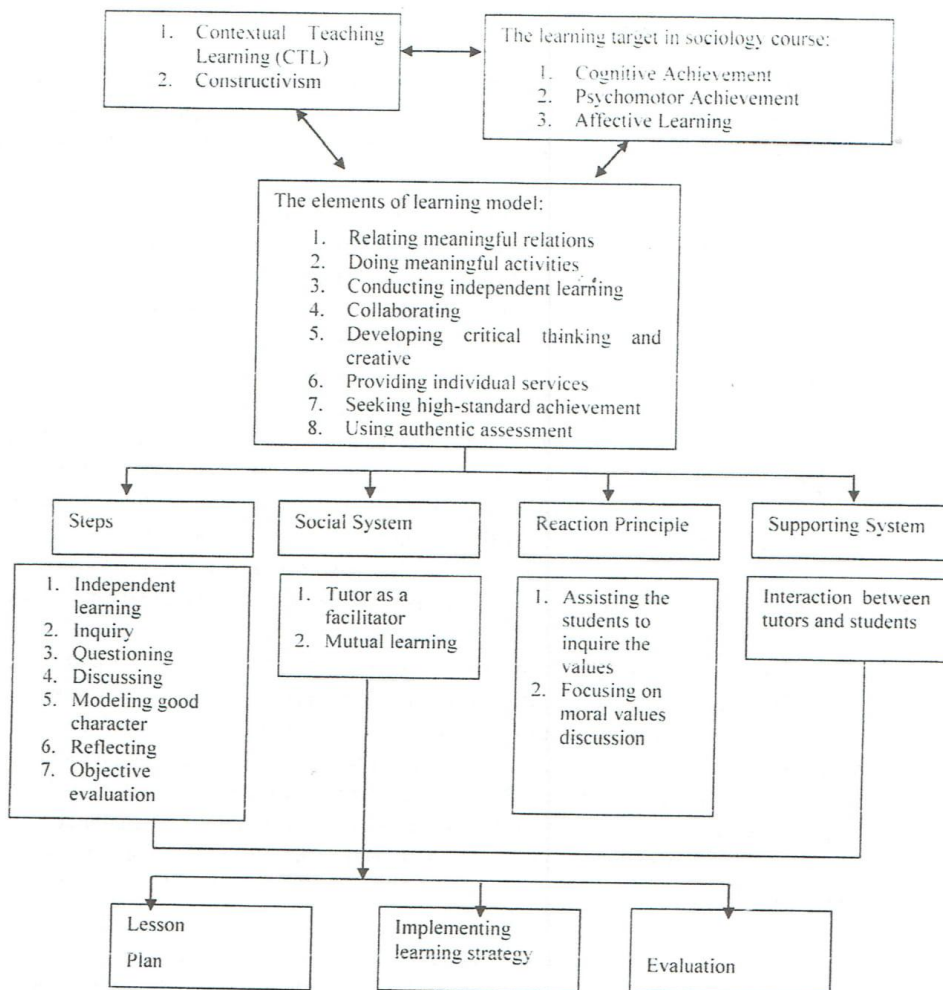 1. Contextual Teaching
Learning (CTL)
2. Constructivism
The learning target in sociology course:
1. Cognitive Achievement
2. Psychomotor Achievement
3. Affective Learning
The elements of learning model:
1. Relating meaningful relations
2. Doing meaningful activities
3. Conducting independent learning
4. Collaborating
5. Developing critical thinking and
creative
6. Providing individual services
7. Seeking high-standard achievement
8. Using authentic assessment
Steps
Social System
Reaction Principle
Supporting System
1. Independent
learning
2. Inquiry
3. Questioning
4. Discussing
5. Modeling good
character
6. Reflecting
7. Objective
evaluation
1. Tutor as a
facilitator
2. Mutual learning
1. Assisting the
students to
inquire the
values
2. Focusing on
moral values
discussion
Interaction between
tutors and students
Lesson
Plan
Implementing
learning strategy
Evaluation